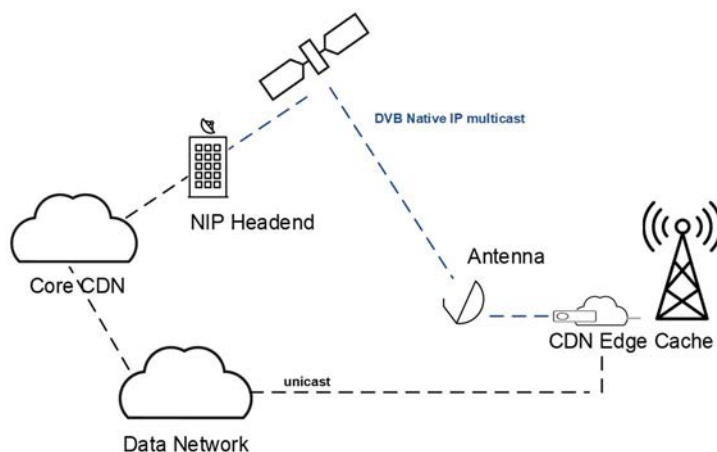 DVB Native IP multicast
NIP Headend
Antenna
Core CDN
CDN Edge Cache
unicast
Data Network